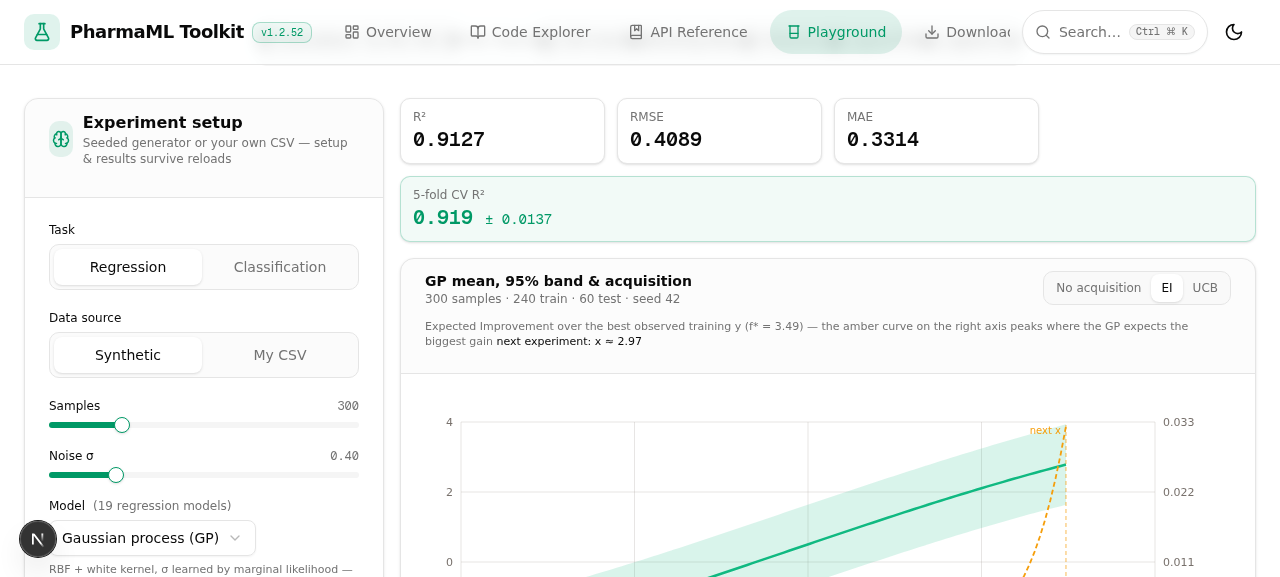 PharmaML Toolkit v1.2.52 Overview Code Explorer API Reference Playground Download Search... Ctrl ⌘ K
Experiment setup
Seeded generator or your own CSV — setup
& results survive reloads
Task
Regression Classification
Data source
Synthetic My CSV
Samples 300
Noise σ 0.40
Model (19 regression models)
Gaussian process (GP)
RBF + white kernel, σ learned by marginal likelihood —
R² RMSE MAE
0.9127 0.4089 0.3314
5-fold CV R²
0.919 ± 0.0137
GP mean, 95% band & acquisition
300 samples · 240 train · 60 test · seed 42
No acquisition EI UCB
Expected Improvement over the best observed training y (f* = 3.49) — the amber curve on the right axis peaks where the GP expects the
biggest gain next experiment: x ≈ 2.97
4 0.033
next x
2 0.022
0 0.011